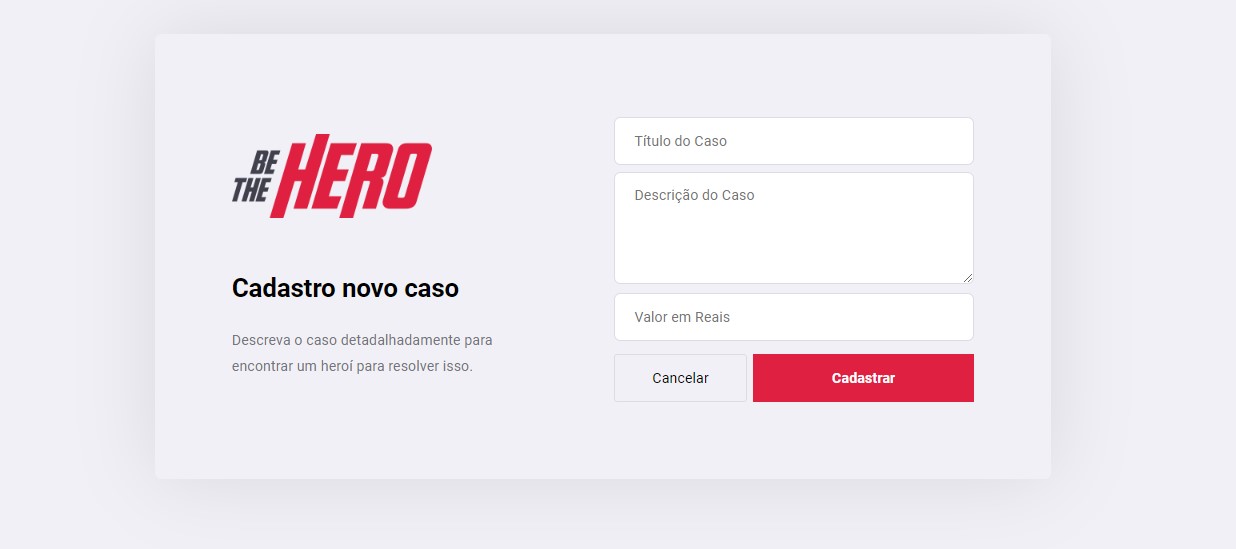 BE
THE
HERO
Cadastro novo caso
Descreva o caso detadalhadamente para
encontrar um heroí para resolver isso.
Título do Caso
Descrição do Caso
Valor em Reais
Cancelar
Cadastrar